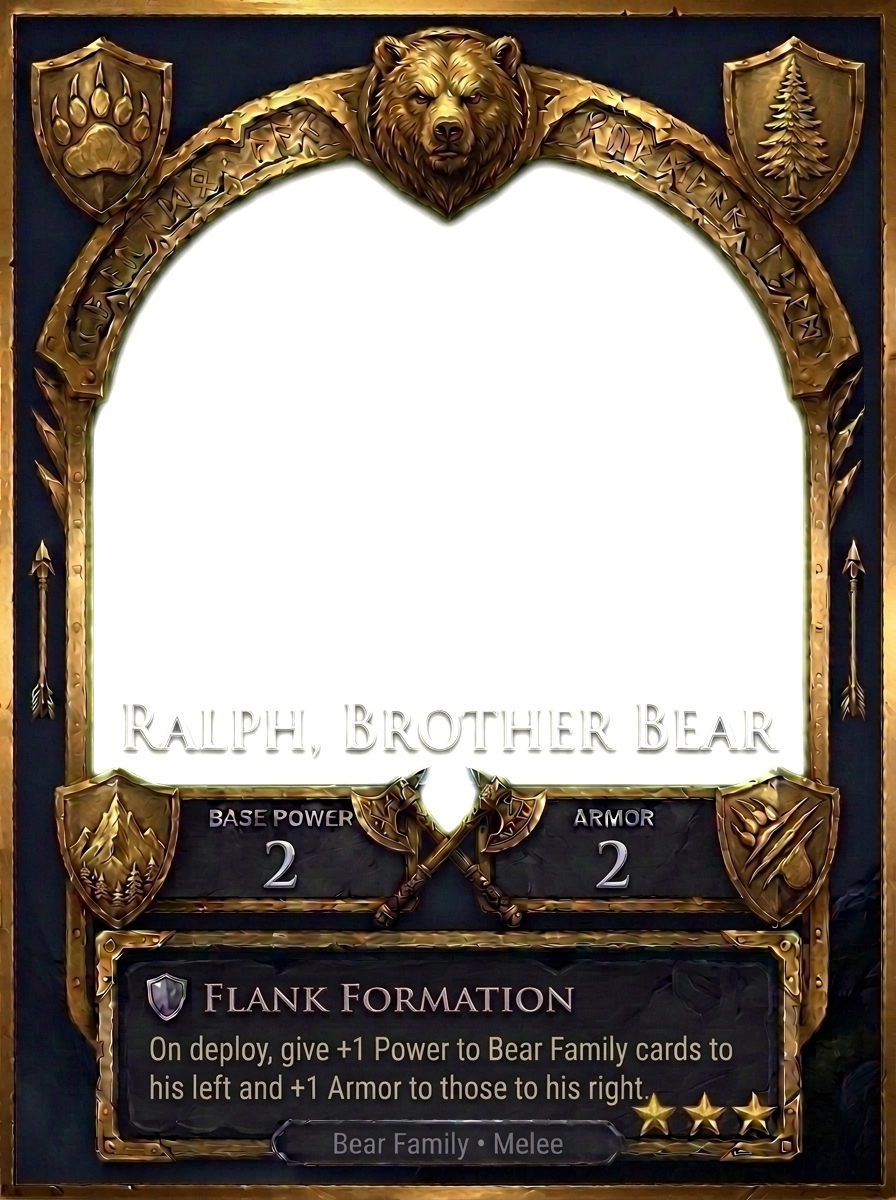 Ralph, Brother Bear
BASE POWER
2
ARMOR
2
Flank Formation
On deploy, give +1 Power to Bear Family cards to
his left and +1 Armor to those to his right.
Bear Family • Melee